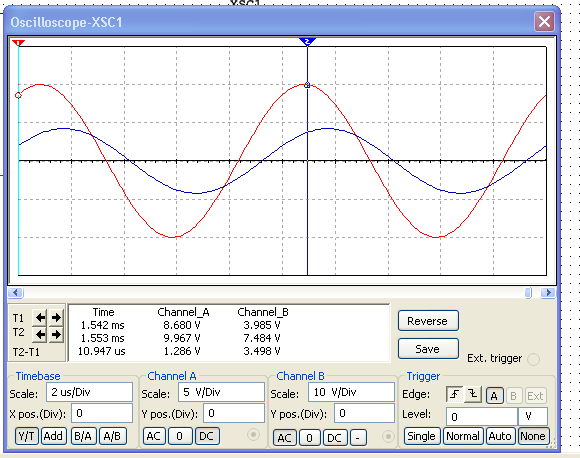 XSC1
Oscilloscope-XSC1
1
2
T1
T2
T2-T1
Time Channel_A Channel_B
1.542 ms 8.680 V 3.985 V
1.553 ms 9.967 V 7.484 V
10.947 us 1.286 V 3.498 V
Reverse
Save
Ext. trigger
Timebase
Scale: 2 us/Div
X pos.(Div): 0
Y/T Add B/A A/B
Channel A
Scale: 5 V/Div
Y pos.(Div): 0
AC 0 DC
Channel B
Scale: 10 V/Div
Y pos.(Div): 0
AC 0 DC -
Trigger
Edge: A B Ext
Level: 0 V
Single Normal Auto None